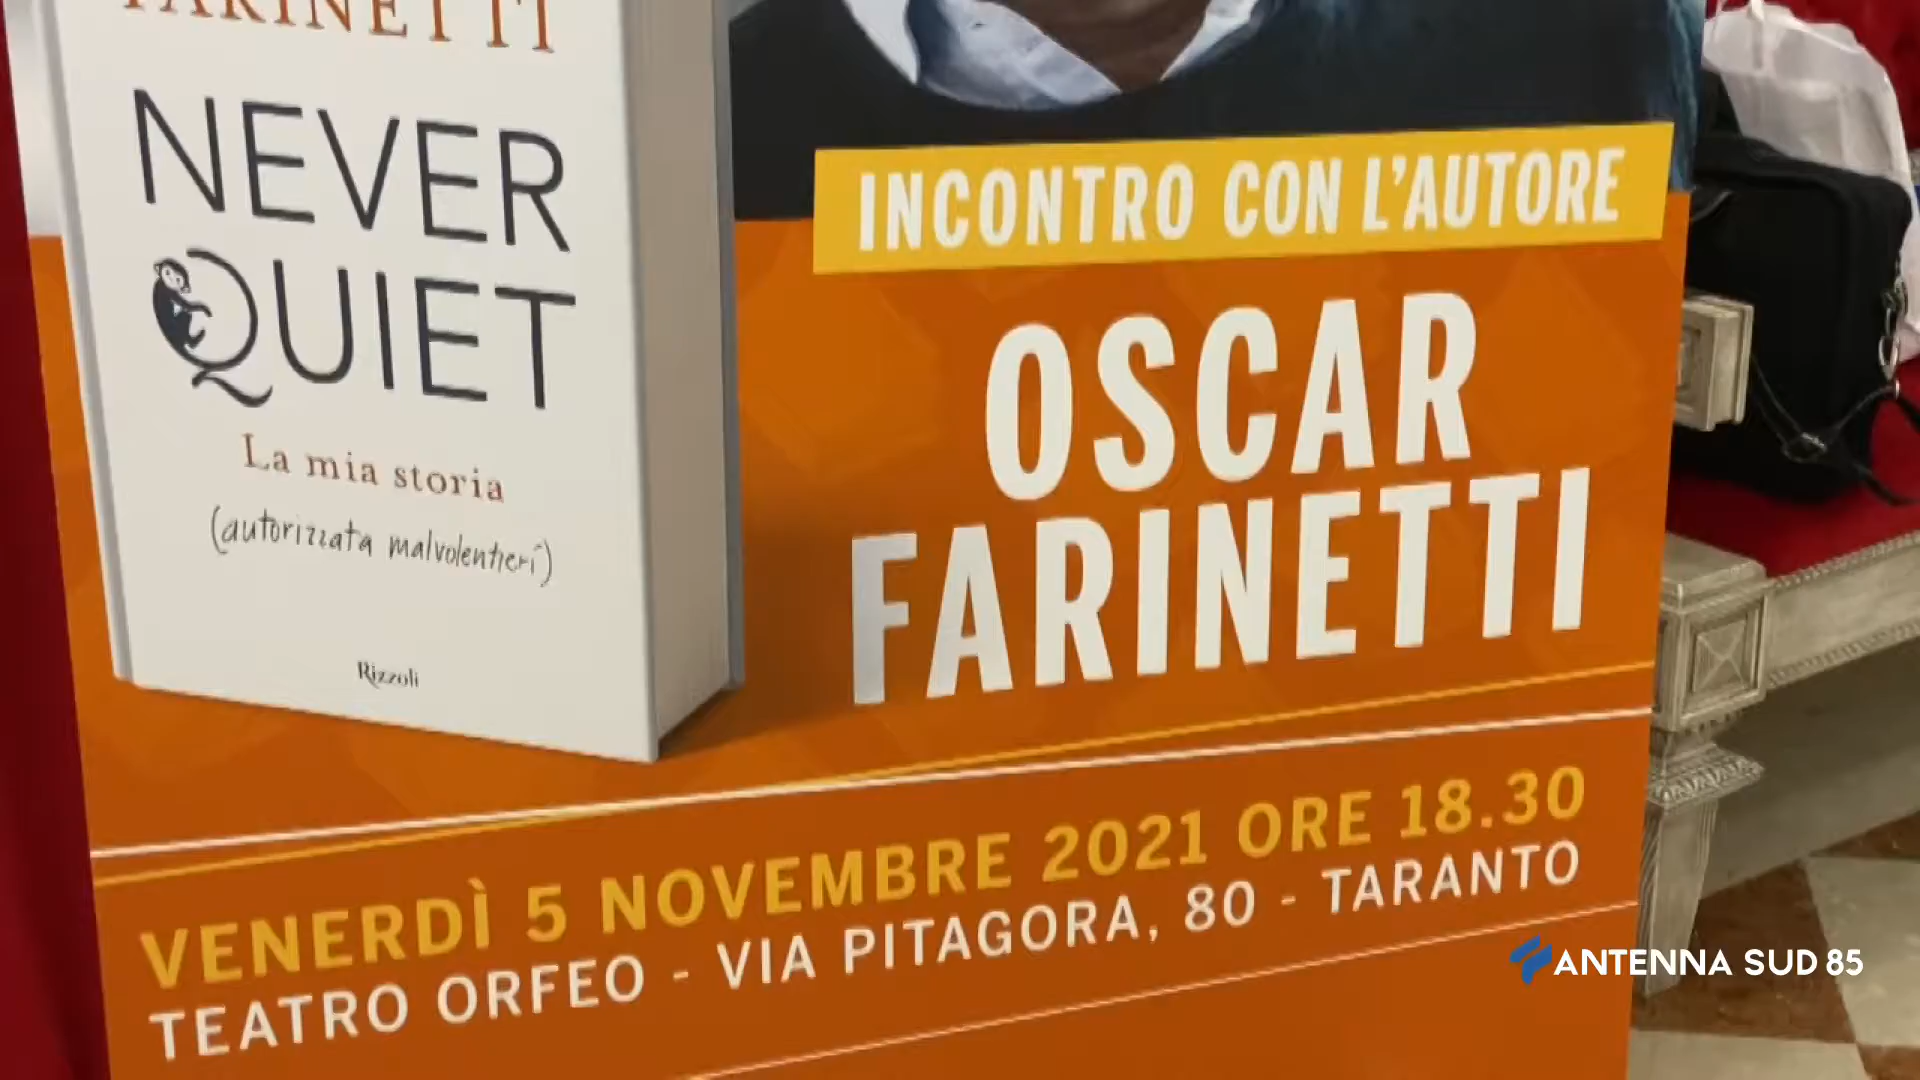 FARINETTI
NEVER
QUIET
La mia storia
(autorizzata malvolentieri)
Rizzoli
INCONTRO CON L'AUTORE
OSCAR
FARINETTI
VENERDÌ 5 NOVEMBRE 2021 ORE 18.30
TEATRO ORFEO - VIA PITAGORA, 80 - TARANTO
ANTENNA SUD 85